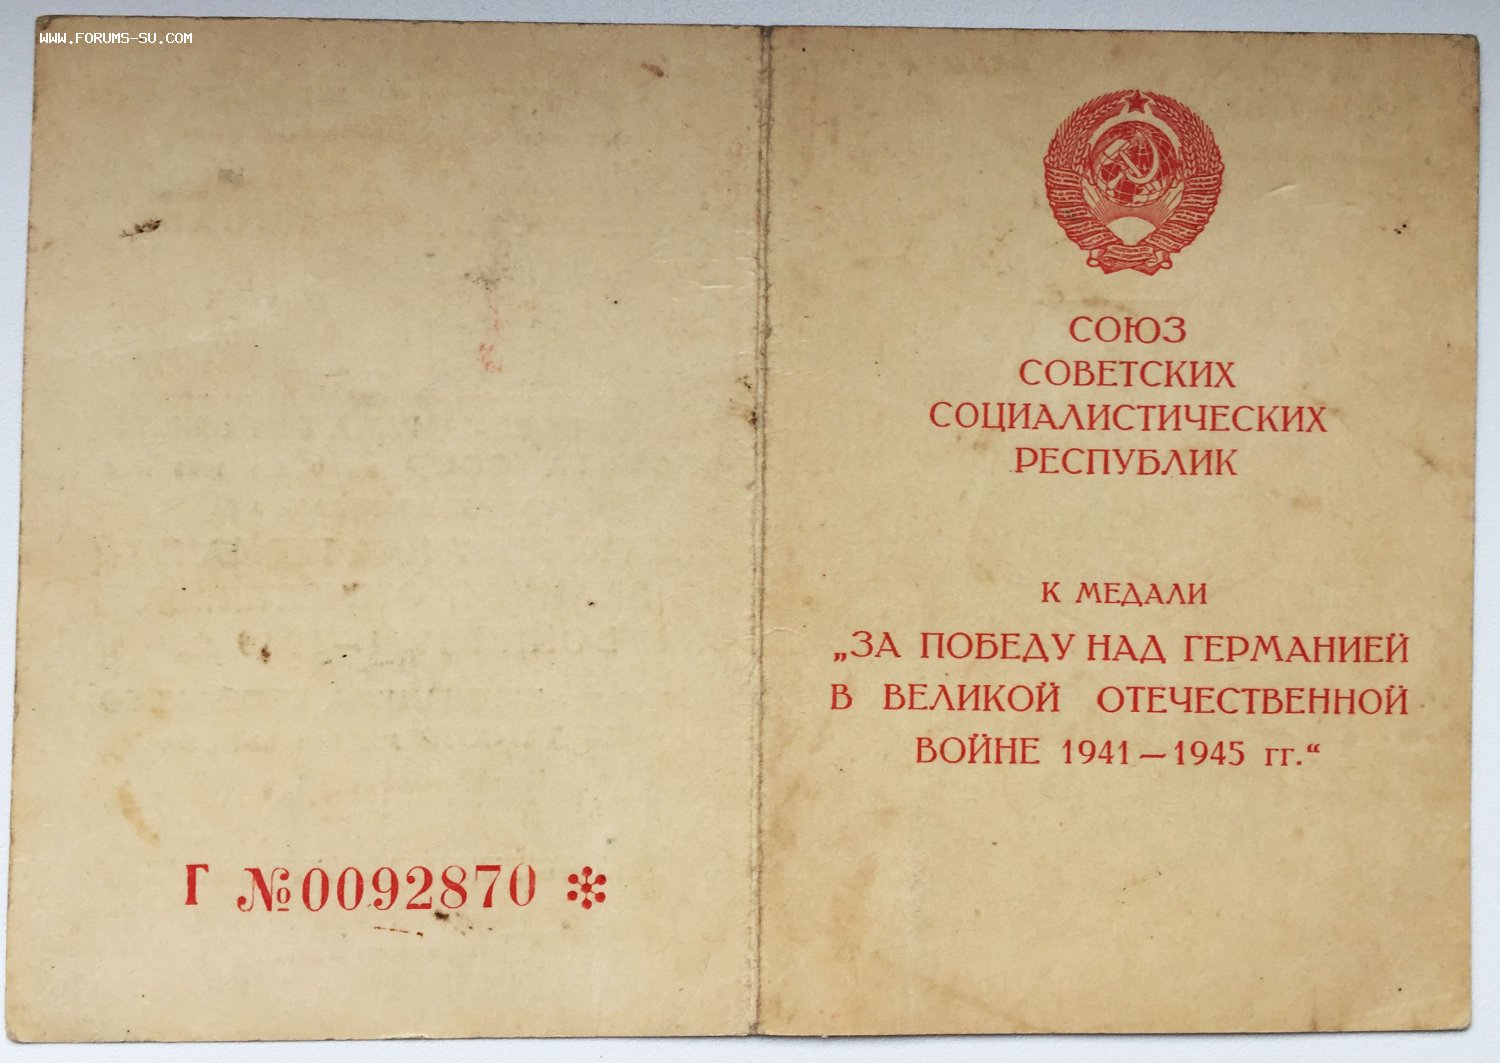 www.forums-su.com
Г №0092870
СОЮЗ
СОВЕТСКИХ
СОЦИАЛИСТИЧЕСКИХ
РЕСПУБЛИК
К МЕДАЛИ
„ЗА ПОБЕДУ НАД ГЕРМАНИЕЙ
В ВЕЛИКОЙ ОТЕЧЕСТВЕННОЙ
ВОЙНЕ 1941—1945 гг.“